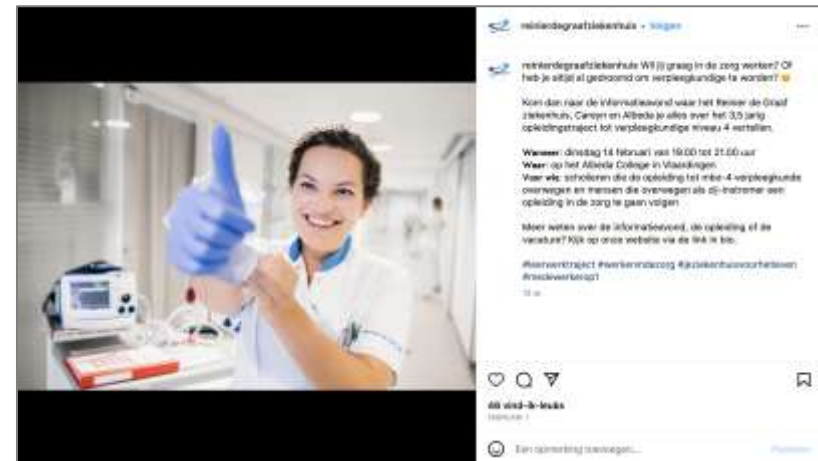 reinierdegraafziekenhuis • Volgen
reinierdegraafziekenhuis Wil jij graag in de zorg werken? Of
heb je altijd al gedroomd om verpleegkundige te worden? 😊
Kom dan naar de informatieavond waar het Reinier de Graaf
ziekenhuis, Careyn en Albeda je alles over het 3,5 jarig
opleidingstraject tot verpleegkundige niveau 4 vertellen.
Wanneer: dinsdag 14 februari van 19.00 tot 21.00 uur
Waar: op het Albeda College in Vlaardingen
Voor wie: scholieren die de opleiding tot mbo-4 verpleegkunde
overwegen en mensen die overwegen als zij-instromer een
opleiding in de zorg te gaan volgen
Meer weten over de informatieavond, de opleiding of de
vacature? Kijk op onze website via de link in bio.
#leerwerktraject #werkenindezorg #jeziekenhuisvoorhetleven
#medewerkerop1
vind-ik-leuks
FEBRUARI
Een opmerking toevoegen...
Plaatsen